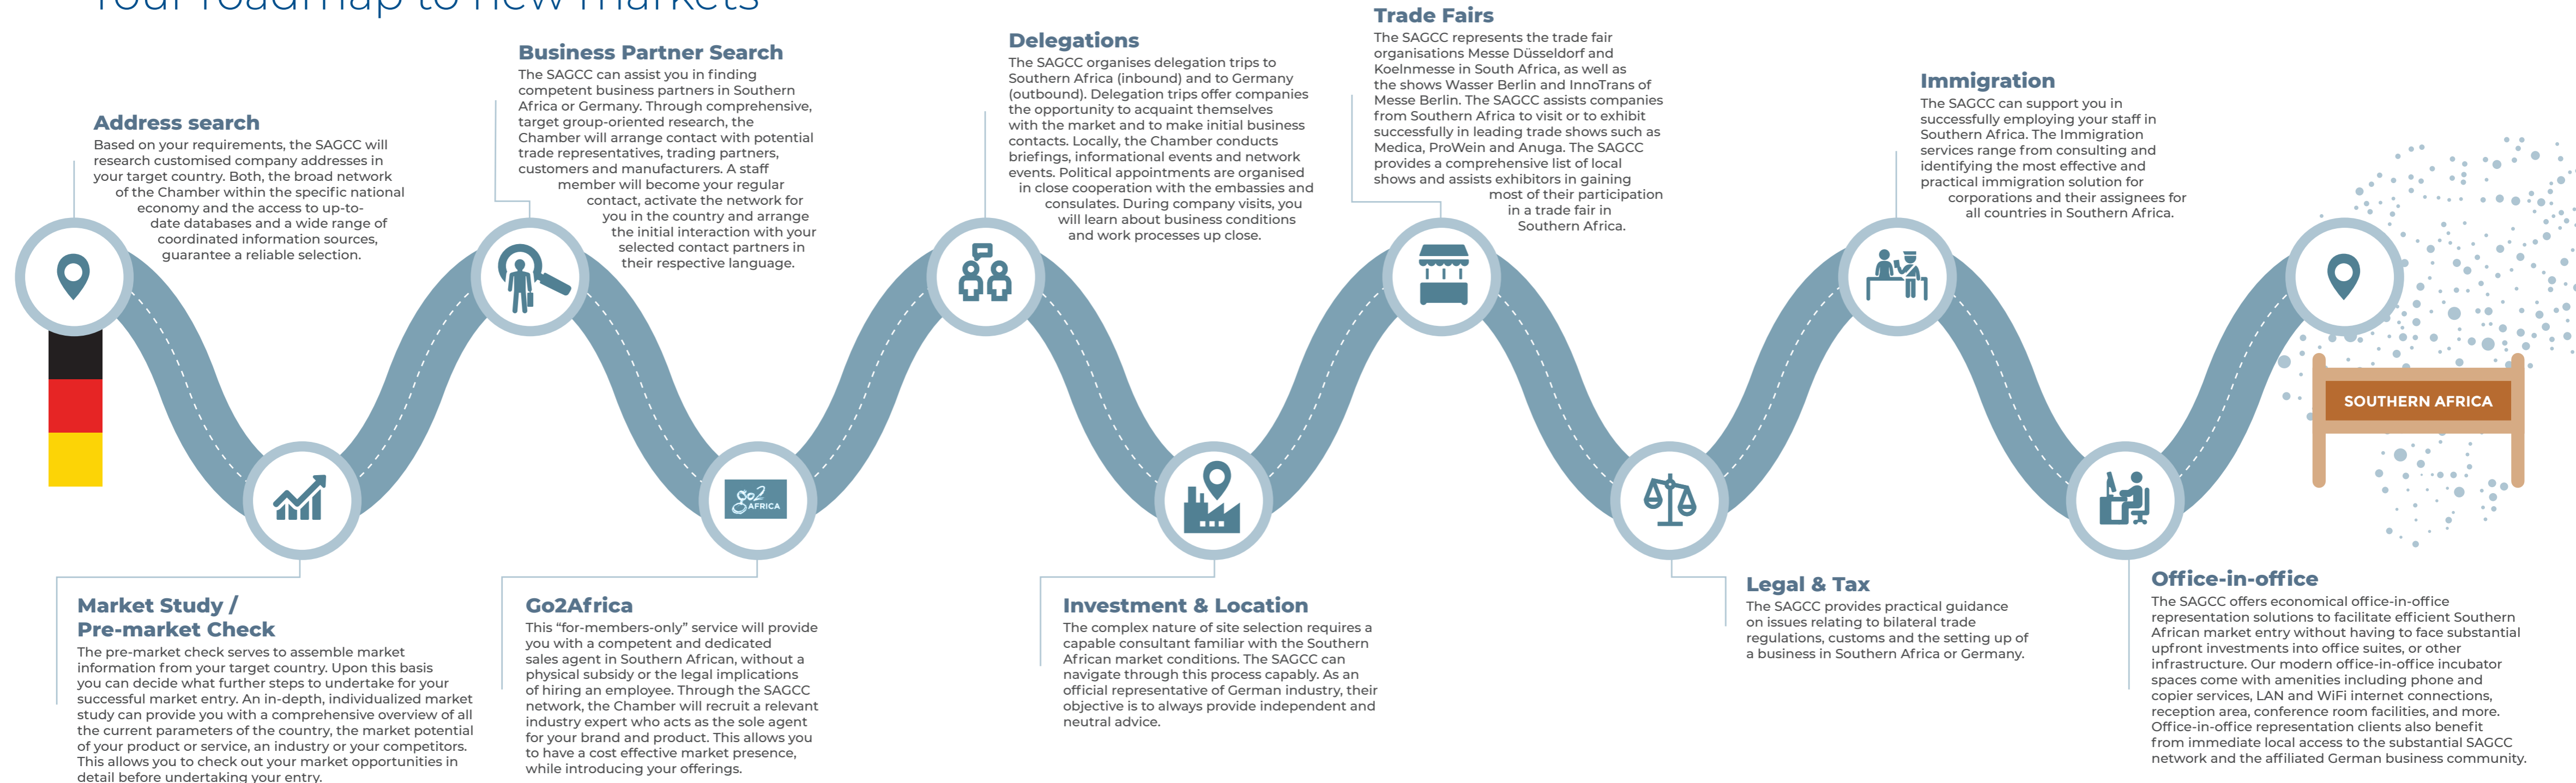 Your roadmap to new markets
Address search
Based on your requirements, the SAGCC will
research customised company addresses in
your target country. Both, the broad network
of the Chamber within the specific national
economy and the access to up-to-
date databases and a wide range of
coordinated information sources,
guarantee a reliable selection.
Market Study /
Pre-market Check
The pre-market check serves to assemble market
information from your target country. Upon this basis
you can decide what further steps to undertake for your
successful market entry. An in-depth, individualized market
study can provide you with a comprehensive overview of all
the current parameters of the country, the market potential
of your product or service, an industry or your competitors.
This allows you to check out your market opportunities in
detail before undertaking your entry.
Business Partner Search
The SAGCC can assist you in finding
competent business partners in Southern
Africa or Germany. Through comprehensive,
target group-oriented research, the
Chamber will arrange contact with potential
trade representatives, trading partners,
customers and manufacturers. A staff
member will become your regular
contact, activate the network for
you in the country and arrange
the initial interaction with your
selected contact partners in
their respective language.
go2
AFRICA
Go2Africa
This “for-members-only” service will provide
you with a competent and dedicated
sales agent in Southern African, without a
physical subsidy or the legal implications
of hiring an employee. Through the SAGCC
network, the Chamber will recruit a relevant
industry expert who acts as the sole agent
for your brand and product. This allows you
to have a cost effective market presence,
while introducing your offerings.
Delegations
The SAGCC organises delegation trips to
Southern Africa (inbound) and to Germany
(outbound). Delegation trips offer companies
the opportunity to acquaint themselves
with the market and to make initial business
contacts. Locally, the Chamber conducts
briefings, informational events and network
events. Political appointments are organised
in close cooperation with the embassies and
consulates. During company visits, you
will learn about business conditions
and work processes up close.
Investment & Location
The complex nature of site selection requires a
capable consultant familiar with the Southern
African market conditions. The SAGCC can
navigate through this process capably. As an
official representative of German industry, their
objective is to always provide independent and
neutral advice.
Trade Fairs
The SAGCC represents the trade fair
organisations Messe Düsseldorf and
Koelnmesse in South Africa, as well as
the shows Wasser Berlin and InnoTrans of
Messe Berlin. The SAGCC assists companies
from Southern Africa to visit or to exhibit
successfully in leading trade shows such as
Medica, ProWein and Anuga. The SAGCC
provides a comprehensive list of local
shows and assists exhibitors in gaining
most of their participation
in a trade fair in
Southern Africa.
Legal & Tax
The SAGCC provides practical guidance
on issues relating to bilateral trade
regulations, customs and the setting up of
a business in Southern Africa or Germany.
Immigration
The SAGCC can support you in
successfully employing your staff in
Southern Africa. The Immigration
services range from consulting and
identifying the most effective and
practical immigration solution for
corporations and their assignees for
all countries in Southern Africa.
Office-in-office
The SAGCC offers economical office-in-office
representation solutions to facilitate efficient Southern
African market entry without having to face substantial
upfront investments into office suites, or other
infrastructure. Our modern office-in-office incubator
spaces come with amenities including phone and
copier services, LAN and WiFi internet connections,
reception area, conference room facilities, and more.
Office-in-office representation clients also benefit
from immediate local access to the substantial SAGCC
network and the affiliated German business community.
SOUTHERN AFRICA